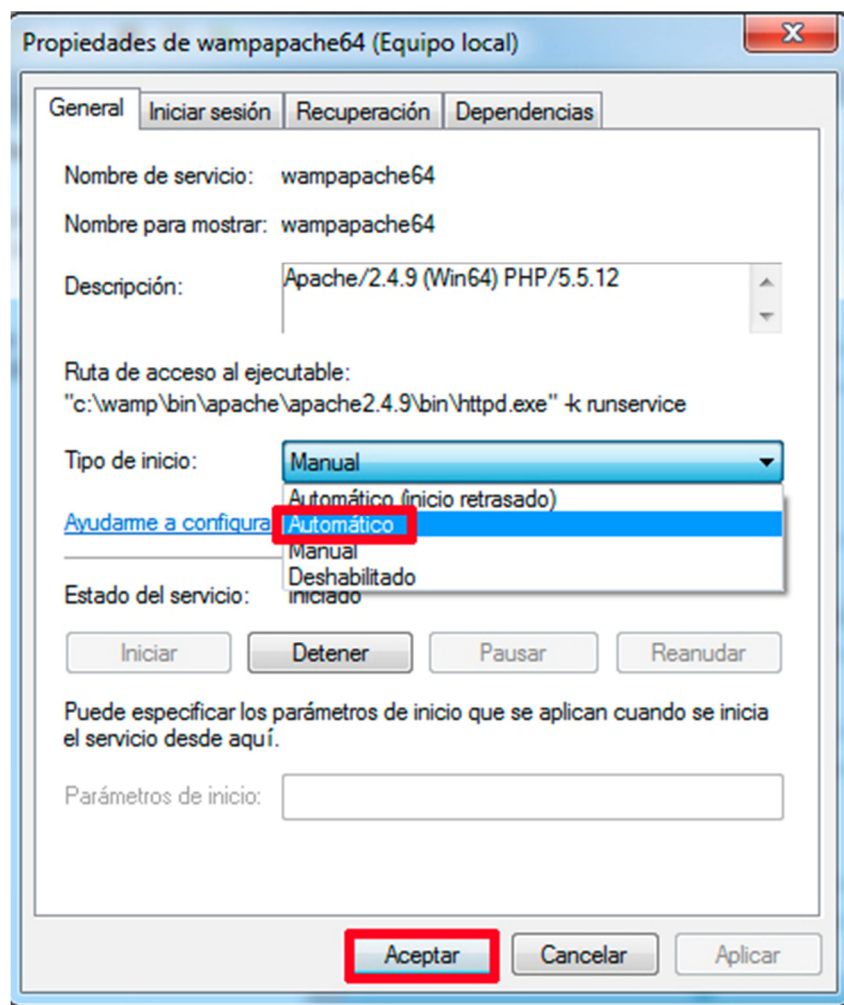 Propiedades de wampapache64 (Equipo local)
General Iniciar sesión Recuperación Dependencias
Nombre de servicio: wampapache64
Nombre para mostrar: wampapache64
Descripción: Apache/2.4.9 (Win64) PHP/5.5.12
Ruta de acceso al ejecutable:
"c:\wamp\bin\apache\apache2.4.9\bin\httpd.exe" -k runservice
Tipo de inicio: Manual
Automático (inicio retrasado)
Ayudarme a configura Automático
Manual
Deshabilitado
Estado del servicio: Iniciado
Iniciar Detener Pausar Reanudar
Puede especificar los parámetros de inicio que se aplican cuando se inicia
el servicio desde aquí.
Parámetros de inicio:
Aceptar Cancelar Aplicar